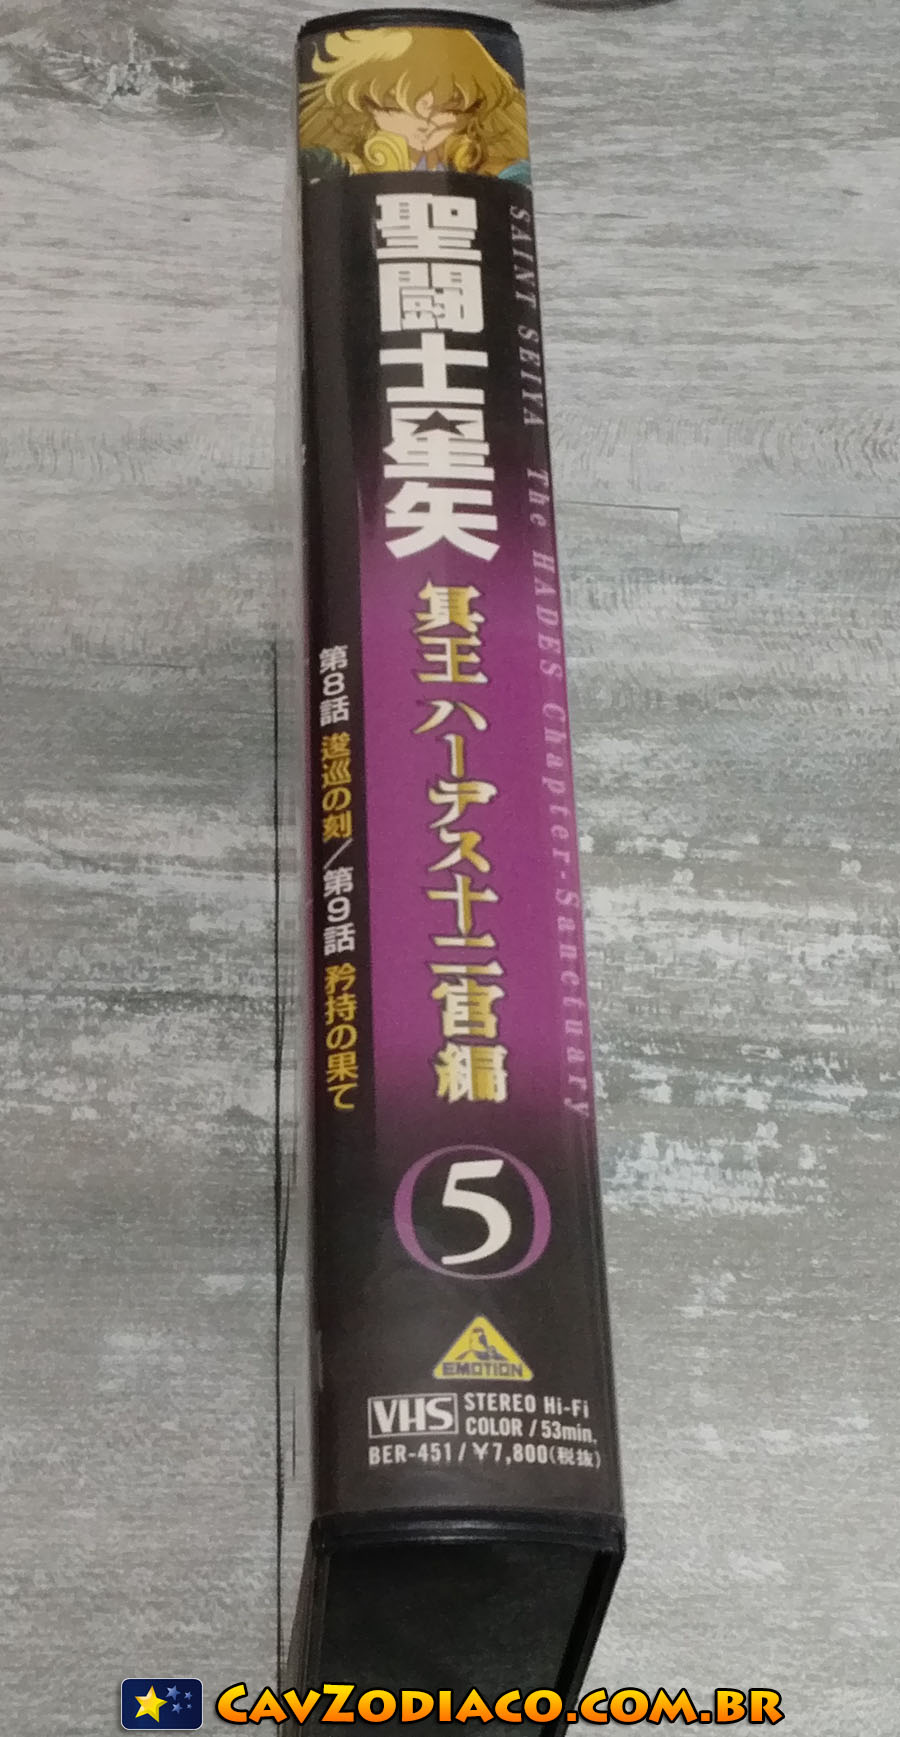 聖闘士星矢
SAINT SEIYA The HADES Chapter-Sanctuary
冥王 ハーデス十二宮編
第8話 逡巡の刻/第9話 矜持の果て
5
EMOTION
VHS STEREO Hi-Fi
COLOR / 53min.
BER-451 / ¥7,800(税抜)
CAVZODIACO.COM.BR